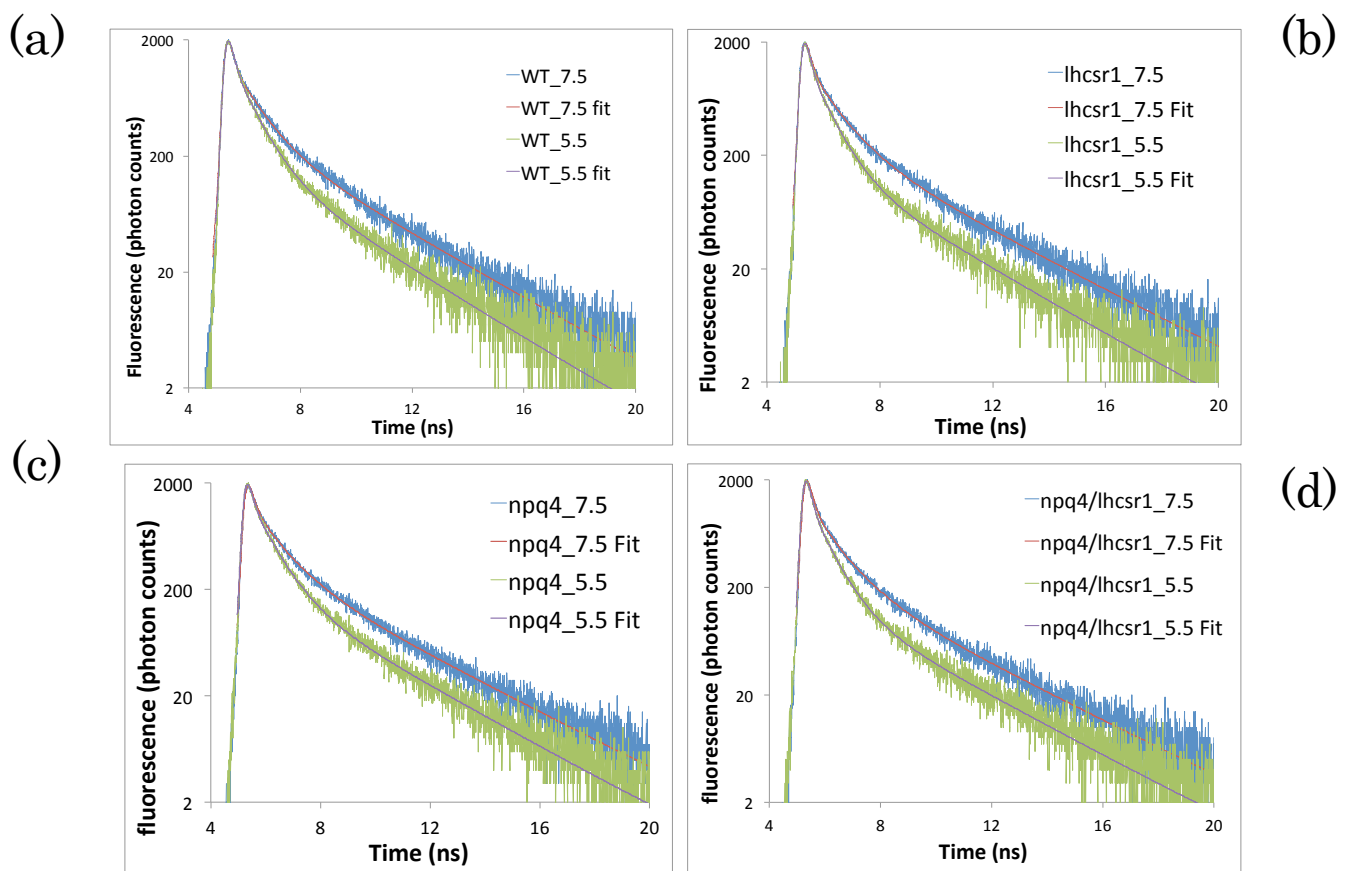 (a)
2000
200
20
2
Fluorescence (photon counts)
WT_7.5
WT_7.5 fit
WT_5.5
WT_5.5 fit
4 8 12 16 20
Time (ns)
(b)
2000
200
20
2
Fluorescence (photon counts)
lhcsr1_7.5
lhcsr1_7.5 Fit
lhcsr1_5.5
lhcsr1_5.5 Fit
4 8 12 16 20
Time (ns)
(c)
2000
200
20
2
fluorescence (photon counts)
npq4_7.5
npq4_7.5 Fit
npq4_5.5
npq4_5.5 Fit
4 8 12 16 20
Time (ns)
(d)
2000
200
20
2
fluorescence (photon counts)
npq4/lhcsr1_7.5
npq4/lhcsr1_7.5 Fit
npq4/lhcsr1_5.5
npq4/lhcsr1_5.5 Fit
4 8 12 16 20
Time (ns)